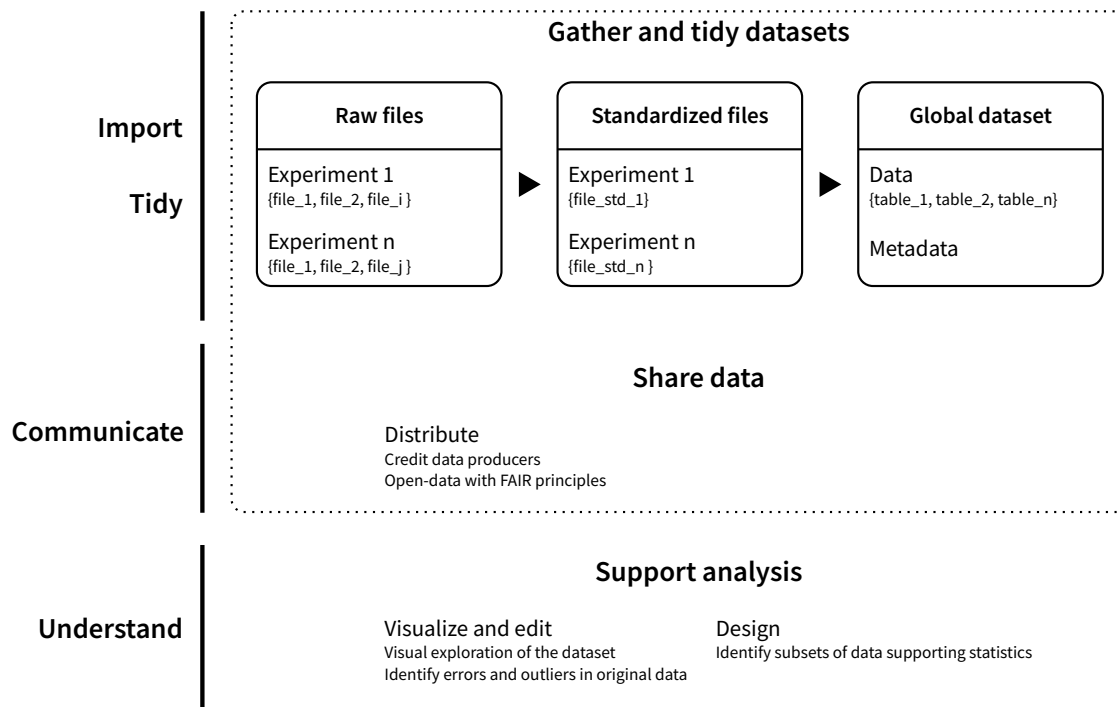 Gather and tidy datasets
Import
Tidy
Raw files
Experiment 1
{file_1, file_2, file_i }
Experiment n
{file_1, file_2, file_j }
Standardized files
Experiment 1
{file_std_1}
Experiment n
{file_std_n }
Global dataset
Data
{table_1, table_2, table_n}
Metadata
Communicate
Share data
Distribute
Credit data producers
Open-data with FAIR principles
Understand
Support analysis
Visualize and edit
Visual exploration of the dataset
Identify errors and outliers in original data
Design
Identify subsets of data supporting statistics